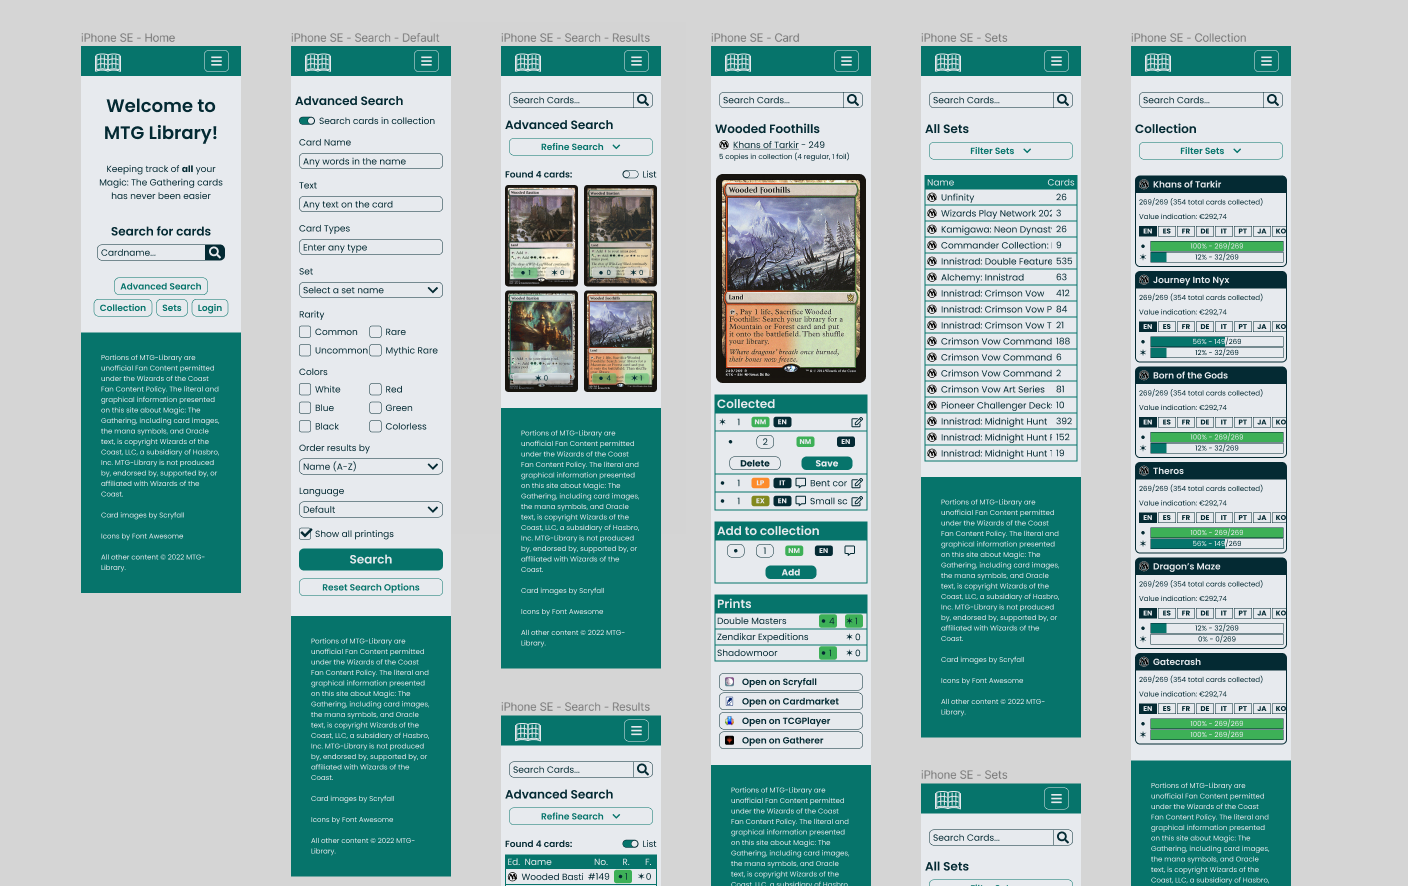 iPhone SE - Home
Welcome to
MTG Library!
Keeping track of all your
Magic: The Gathering cards
has never been easier
Search for cards
Cardname...
Advanced Search
Collection
Sets
Login
Portions of MTG-Library are
unofficial Fan Content permitted
under the Wizards of the Coast
Fan Content Policy. The literal and
graphical information presented
on this site about Magic: The
Gathering, including card images,
the mana symbols, and Oracle
text, is copyright Wizards of the
Coast, LLC, a subsidiary of Hasbro,
Inc. MTG-Library is not produced
by, endorsed by, supported by, or
affiliated with Wizards of the
Coast.
Card images by Scryfall
Icons by Font Awesome
All other content © 2022 MTG-
Library.
iPhone SE - Search - Default
Advanced Search
Search cards in collection
Card Name
Any words in the name
Text
Any text on the card
Card Types
Enter any type
Set
Select a set name
Rarity
Common
Rare
Uncommon
Mythic Rare
Colors
White
Red
Blue
Green
Black
Colorless
Order results by
Name (A-Z)
Language
Default
Show all printings
Search
Reset Search Options
Portions of MTG-Library are
unofficial Fan Content permitted
under the Wizards of the Coast
Fan Content Policy. The literal and
graphical information presented
on this site about Magic: The
Gathering, including card images,
the mana symbols, and Oracle
text, is copyright Wizards of the
Coast, LLC, a subsidiary of Hasbro,
Inc. MTG-Library is not produced
by, endorsed by, supported by, or
affiliated with Wizards of the
Coast.
Card images by Scryfall
Icons by Font Awesome
All other content © 2022 MTG-
Library.
iPhone SE - Search - Results
Search Cards...
Advanced Search
Refine Search
Found 4 cards:
List
Wooded Bastion
Land
1
0
Wooded Bastion
Land
0
0
Wooded Bastion
Land
0
Wooded Foothills
Land
4
1
Portions of MTG-Library are
unofficial Fan Content permitted
under the Wizards of the Coast
Fan Content Policy. The literal and
graphical information presented
on this site about Magic: The
Gathering, including card images,
the mana symbols, and Oracle
text, is copyright Wizards of the
Coast, LLC, a subsidiary of Hasbro,
Inc. MTG-Library is not produced
by, endorsed by, supported by, or
affiliated with Wizards of the
Coast.
Card images by Scryfall
Icons by Font Awesome
All other content © 2022 MTG-
Library.
iPhone SE - Search - Results
Search Cards...
Advanced Search
Refine Search
Found 4 cards:
List
Ed. Name No. R. F.
Wooded Basti #149 1 0
iPhone SE - Card
Search Cards...
Wooded Foothills
Khans of Tarkir - 249
5 copies in collection (4 regular, 1 foil)
Wooded Foothills
Land
, Pay 1 life, Sacrifice Wooded
Foothills: Search your library for a
Mountain or Forest card and put
it onto the battlefield. Then shuffle
your library.
Where dragons' breath once burned,
their bones now freeze.
Collected
1 NM EN
2 NM EN
Delete
Save
1 LP IT Bent cor
1 EX EN Small sc
Add to collection
1 NM EN
Add
Prints
Double Masters 4 1
Zendikar Expeditions 0
Shadowmoor 1 0
Open on Scryfall
Open on Cardmarket
Open on TCGPlayer
Open on Gatherer
Portions of MTG-Library are
unofficial Fan Content permitted
under the Wizards of the Coast
Fan Content Policy. The literal and
graphical information presented
on this site about Magic: The
Gathering, including card images,
the mana symbols, and Oracle
text, is copyright Wizards of the
Coast, LLC, a subsidiary of Hasbro,
iPhone SE - Sets
Search Cards...
All Sets
Filter Sets
Name Cards
Unfinity 26
Wizards Play Network 202 3
Kamigawa: Neon Dynast 26
Commander Collection: 9
Innistrad: Double Feature 535
Alchemy: Innistrad 63
Innistrad: Crimson Vow 412
Innistrad: Crimson Vow P 84
Innistrad: Crimson Vow T 21
Crimson Vow Command 188
Crimson Vow Command 6
Crimson Vow Command 2
Crimson Vow Art Series 81
Pioneer Challenger Deck 10
Innistrad: Midnight Hunt 392
Innistrad: Midnight Hunt F 152
Innistrad: Midnight Hunt T 19
Portions of MTG-Library are
unofficial Fan Content permitted
under the Wizards of the Coast
Fan Content Policy. The literal and
graphical information presented
on this site about Magic: The
Gathering, including card images,
the mana symbols, and Oracle
text, is copyright Wizards of the
Coast, LLC, a subsidiary of Hasbro,
Inc. MTG-Library is not produced
by, endorsed by, supported by, or
affiliated with Wizards of the
Coast.
Card images by Scryfall
Icons by Font Awesome
All other content © 2022 MTG-
Library.
iPhone SE - Sets
Search Cards...
All Sets
iPhone SE - Collection
Search Cards...
Collection
Filter Sets
Khans of Tarkir
269/269 (354 total cards collected)
Value indication: €292,74
EN ES FR DE IT PT JA KO
100% - 269/269
12% - 32/269
Journey Into Nyx
269/269 (354 total cards collected)
Value indication: €292,74
EN ES FR DE IT PT JA KO
56% - 149/269
12% - 32/269
Born of the Gods
269/269 (354 total cards collected)
Value indication: €292,74
EN ES FR DE IT PT JA KO
100% - 269/269
12% - 32/269
Theros
269/269 (354 total cards collected)
Value indication: €292,74
EN ES FR DE IT PT JA KO
100% - 269/269
56% - 149/269
Dragon's Maze
269/269 (354 total cards collected)
Value indication: €292,74
EN ES FR DE IT PT JA KO
12% - 32/269
0% - 0/269
Gatecrash
269/269 (354 total cards collected)
Value indication: €292,74
EN ES FR DE IT PT JA KO
100% - 269/269
100% - 269/269
Portions of MTG-Library are
unofficial Fan Content permitted
under the Wizards of the Coast
Fan Content Policy. The literal and
graphical information presented
on this site about Magic: The
Gathering, including card images,
the mana symbols, and Oracle
text, is copyright Wizards of the
Coast, LLC, a subsidiary of Hasbro,